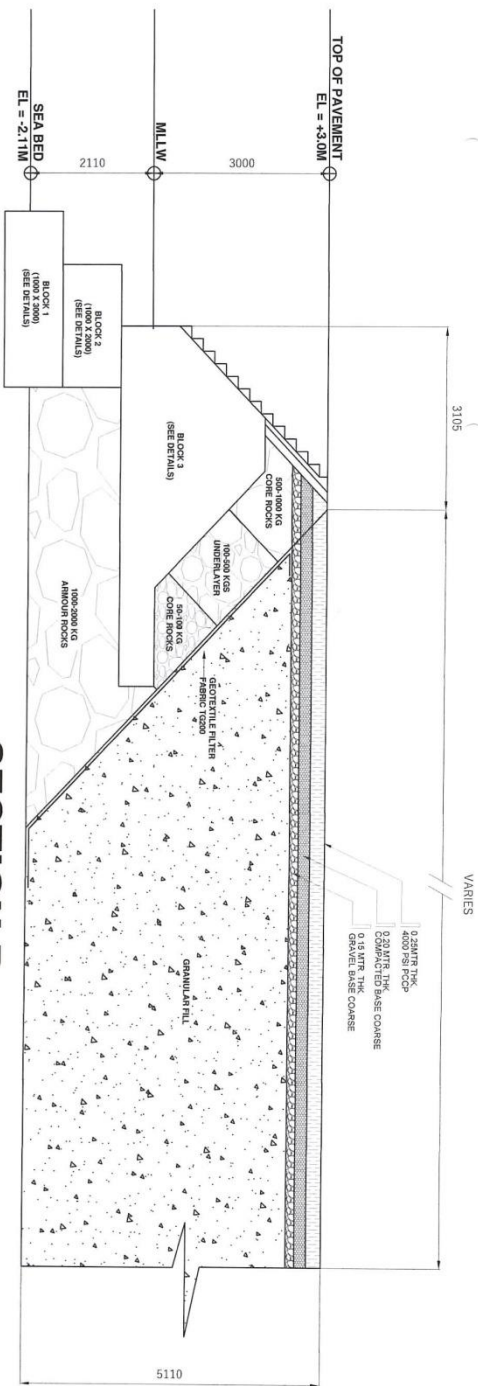 TOP OF PAVEMENT
EL = +3.0M
3000
MLLW
2110
SEA BED
EL = -2.11M
3105
VARIES
0.25MTR THK
4000 PSI PCCP
0.20 MTR. THK
COMPACTED BASE COARSE
0.15 MTR. THK
GRAVEL BASE COARSE
BLOCK 1
(1000 X 3000)
(SEE DETAILS)
BLOCK 2
(1000 X 2000)
(SEE DETAILS)
BLOCK 3
(SEE DETAILS)
500-1000 KG
CORE ROCKS
100-500 KGS
UNDERLAYER
50-100 KG
CORE ROCKS
1000-2000 KG
ARMOUR ROCKS
GEOTEXTILE FILTER
FABRIC TG200
GRANULAR FILL
5110